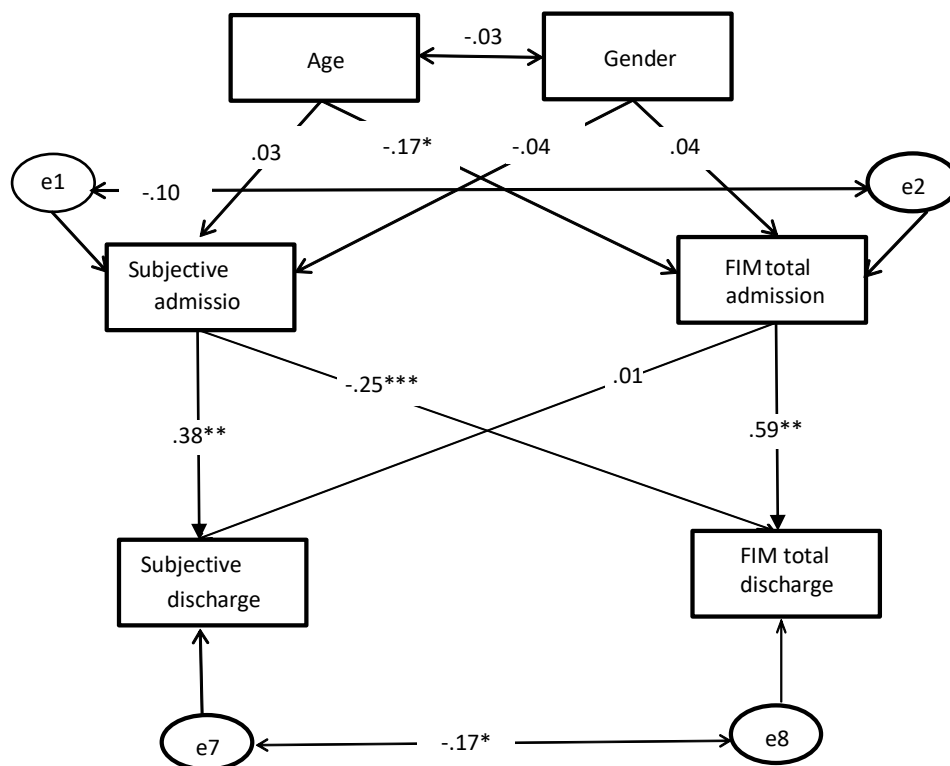 -.03
Age
Gender
.03
-.17*
-.04
.04
e1
-.10
e2
Subjective
admissio
FIM total
admission
-.25***
.01
.38**
.59**
Subjective
discharge
FIM total
discharge
e7
-.17*
e8